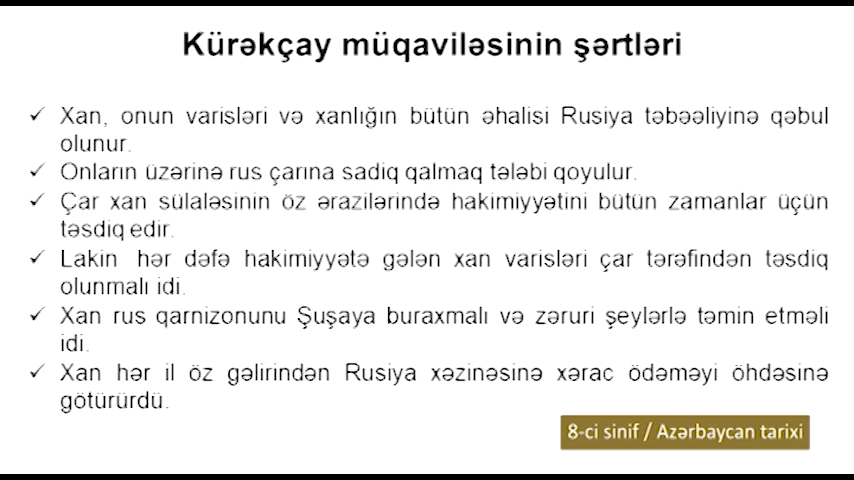 Kürəkçay müqaviləsinin şərtləri
✓ Xan, onun varisləri və xanlığın bütün əhalisi Rusiya təbəəliyinə qəbul
olunur.
✓ Onların üzərinə rus çarına sadiq qalmaq tələbi qoyulur.
✓ Çar xan sülaləsinin öz ərazilərində hakimiyyətini bütün zamanlar üçün
təsdiq edir.
✓ Lakin hər dəfə hakimiyyətə gələn xan varisləri çar tərəfindən təsdiq
olunmalı idi.
✓ Xan rus qarnizonunu Şuşaya buraxmalı və zəruri şeylərlə təmin etməli
idi.
✓ Xan hər il öz gəlirindən Rusiya xəzinəsinə xərac ödəməyi öhdəsinə
götürürdü.
8-ci sinif / Azərbaycan tarixi